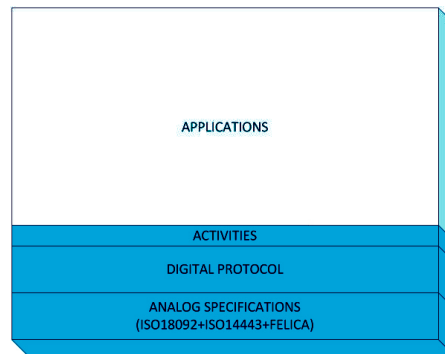 APPLICATIONS
ACTIVITIES
DIGITAL PROTOCOL
ANALOG SPECIFICATIONS
(ISO18092+ISO14443+FELICA)